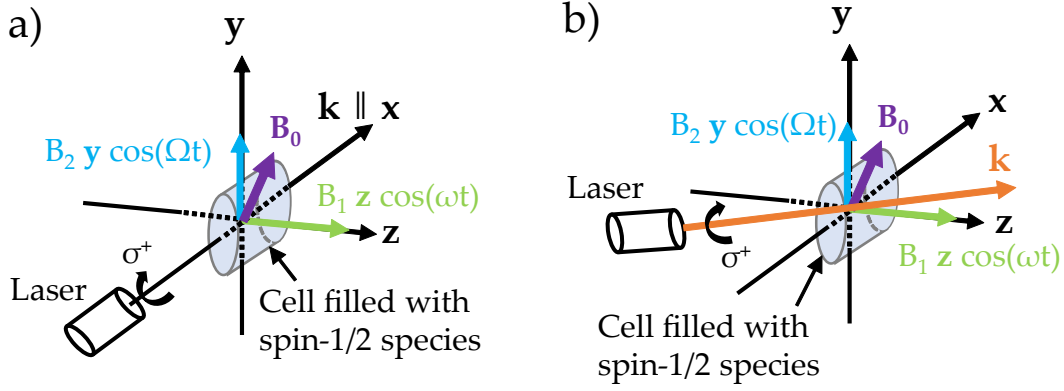 a)
y
k ∥ x
B₀
B₂ y cos(Ωt)
B₁ z cos(ωt)
z
σ⁺
Laser
Cell filled with
spin-1/2 species
b)
y
x
B₂ y cos(Ωt)
B₀
k
Laser
z
σ⁺
B₁ z cos(ωt)
Cell filled with
spin-1/2 species